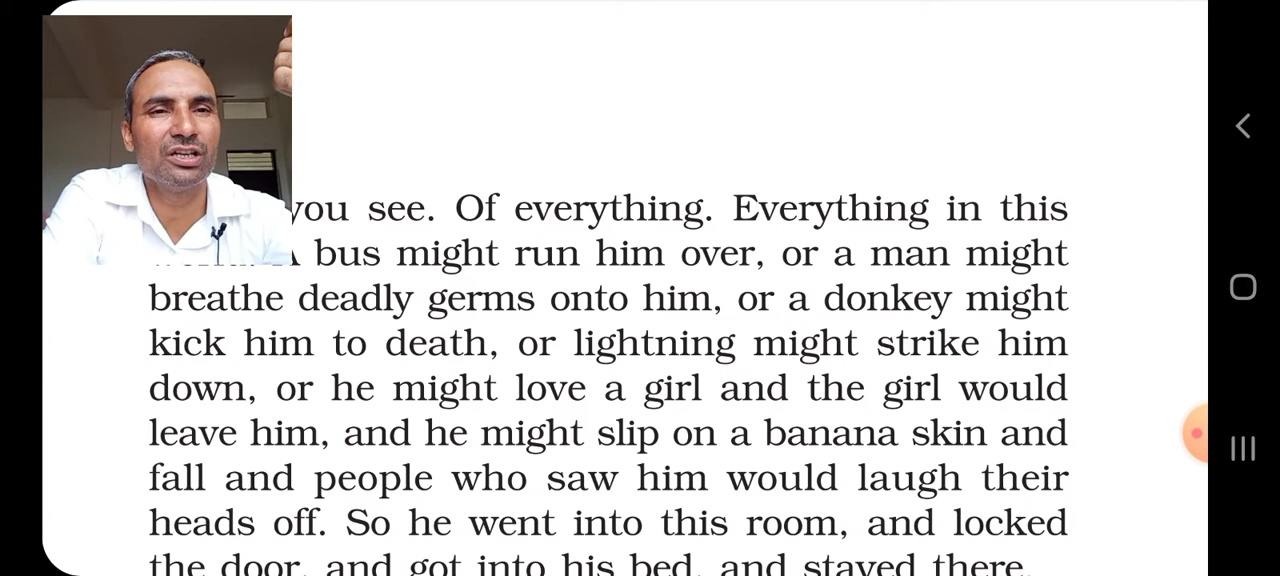 you see. Of everything. Everything in this
A bus might run him over, or a man might
breathe deadly germs onto him, or a donkey might
kick him to death, or lightning might strike him
down, or he might love a girl and the girl would
leave him, and he might slip on a banana skin and
fall and people who saw him would laugh their
heads off. So he went into this room, and locked
the door, and got into his bed, and stayed there.